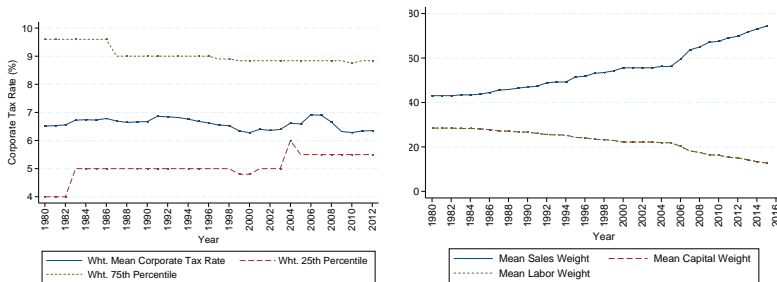 Corporate Tax Rate (%)
10
9
8
7
6
5
4
1980 1982 1984 1986 1988 1990 1992 1994 1996 1998 2000 2002 2004 2006 2008 2010 2012
Year
Wht. Mean Corporate Tax Rate Wht. 25th Percentile
Wht. 75th Percentile
80
60
40
20
0
1980 1982 1984 1986 1988 1990 1992 1994 1996 1998 2000 2002 2004 2006 2008 2010 2012 2014 2016
Year
Mean Sales Weight Mean Capital Weight
Mean Labor Weight